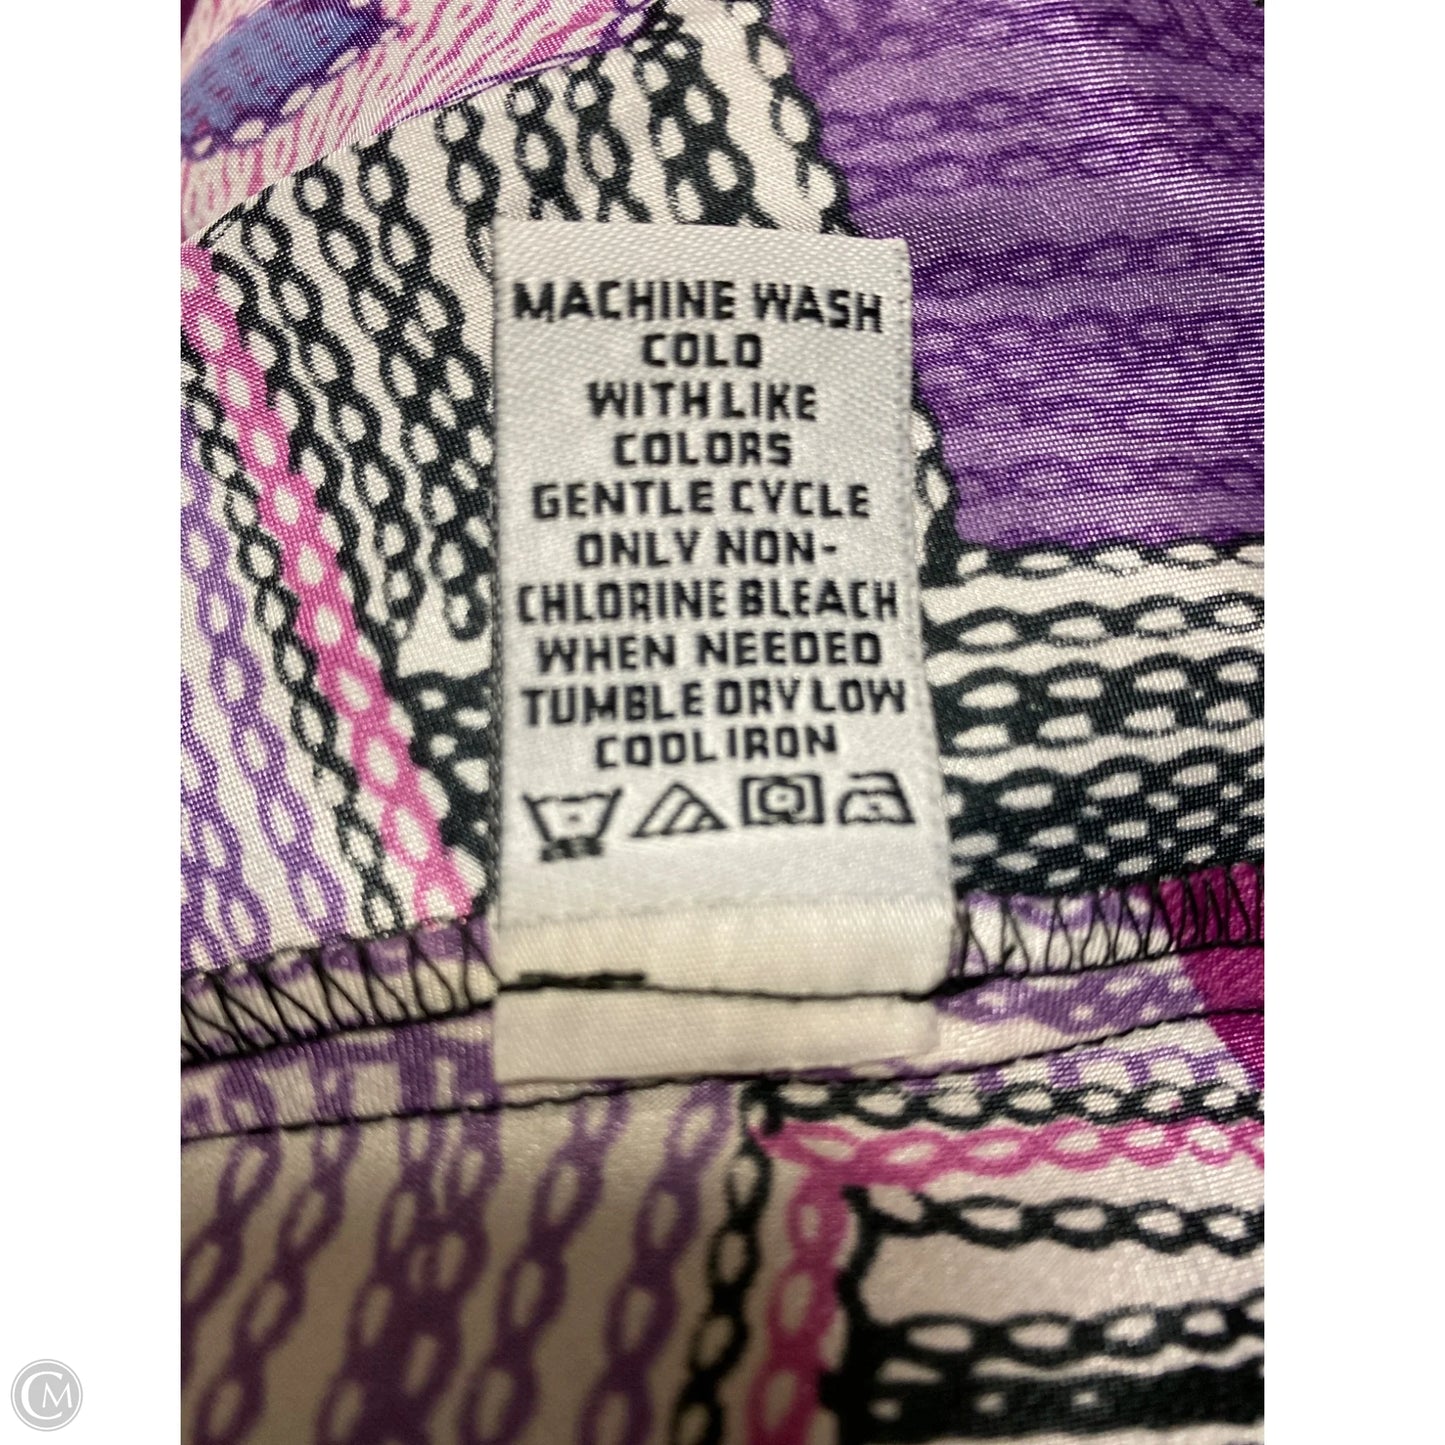 MACHINE WASH
COLD
WITH LIKE
COLORS
GENTLE CYCLE
ONLY NON-
CHLORINE BLEACH
WHEN NEEDED
TUMBLE DRY LOW
COOL IRON
CM